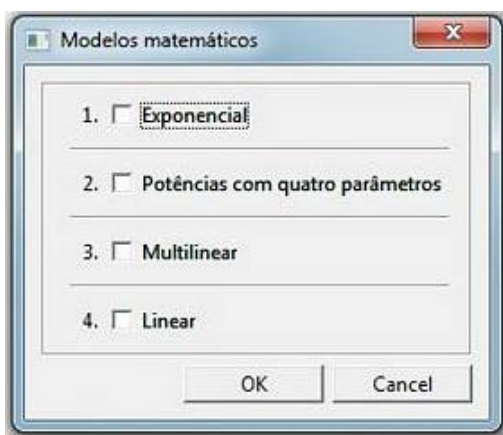 Modelos matemáticos
1. Exponencial
2. Potências com quatro parâmetros
3. Multilinear
4. Linear
OK Cancel